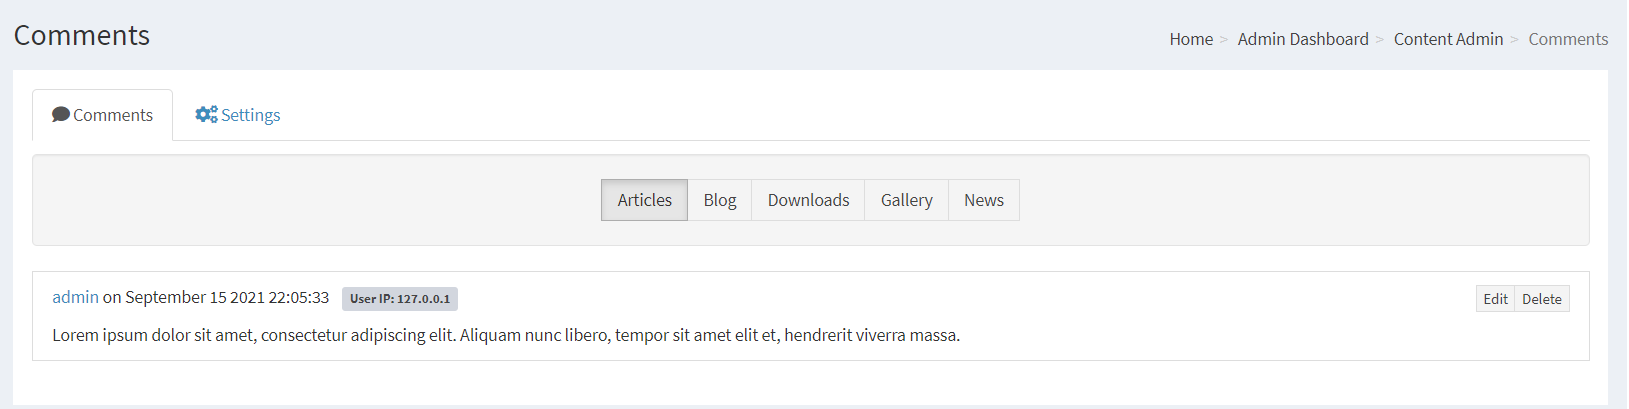 Comments
Home > Admin Dashboard > Content Admin > Comments
Comments Settings
Articles Blog Downloads Gallery News
admin on September 15 2021 22:05:33 User IP: 127.0.0.1 Edit Delete
Lorem ipsum dolor sit amet, consectetur adipiscing elit. Aliquam nunc libero, tempor sit amet elit et, hendrerit viverra massa.